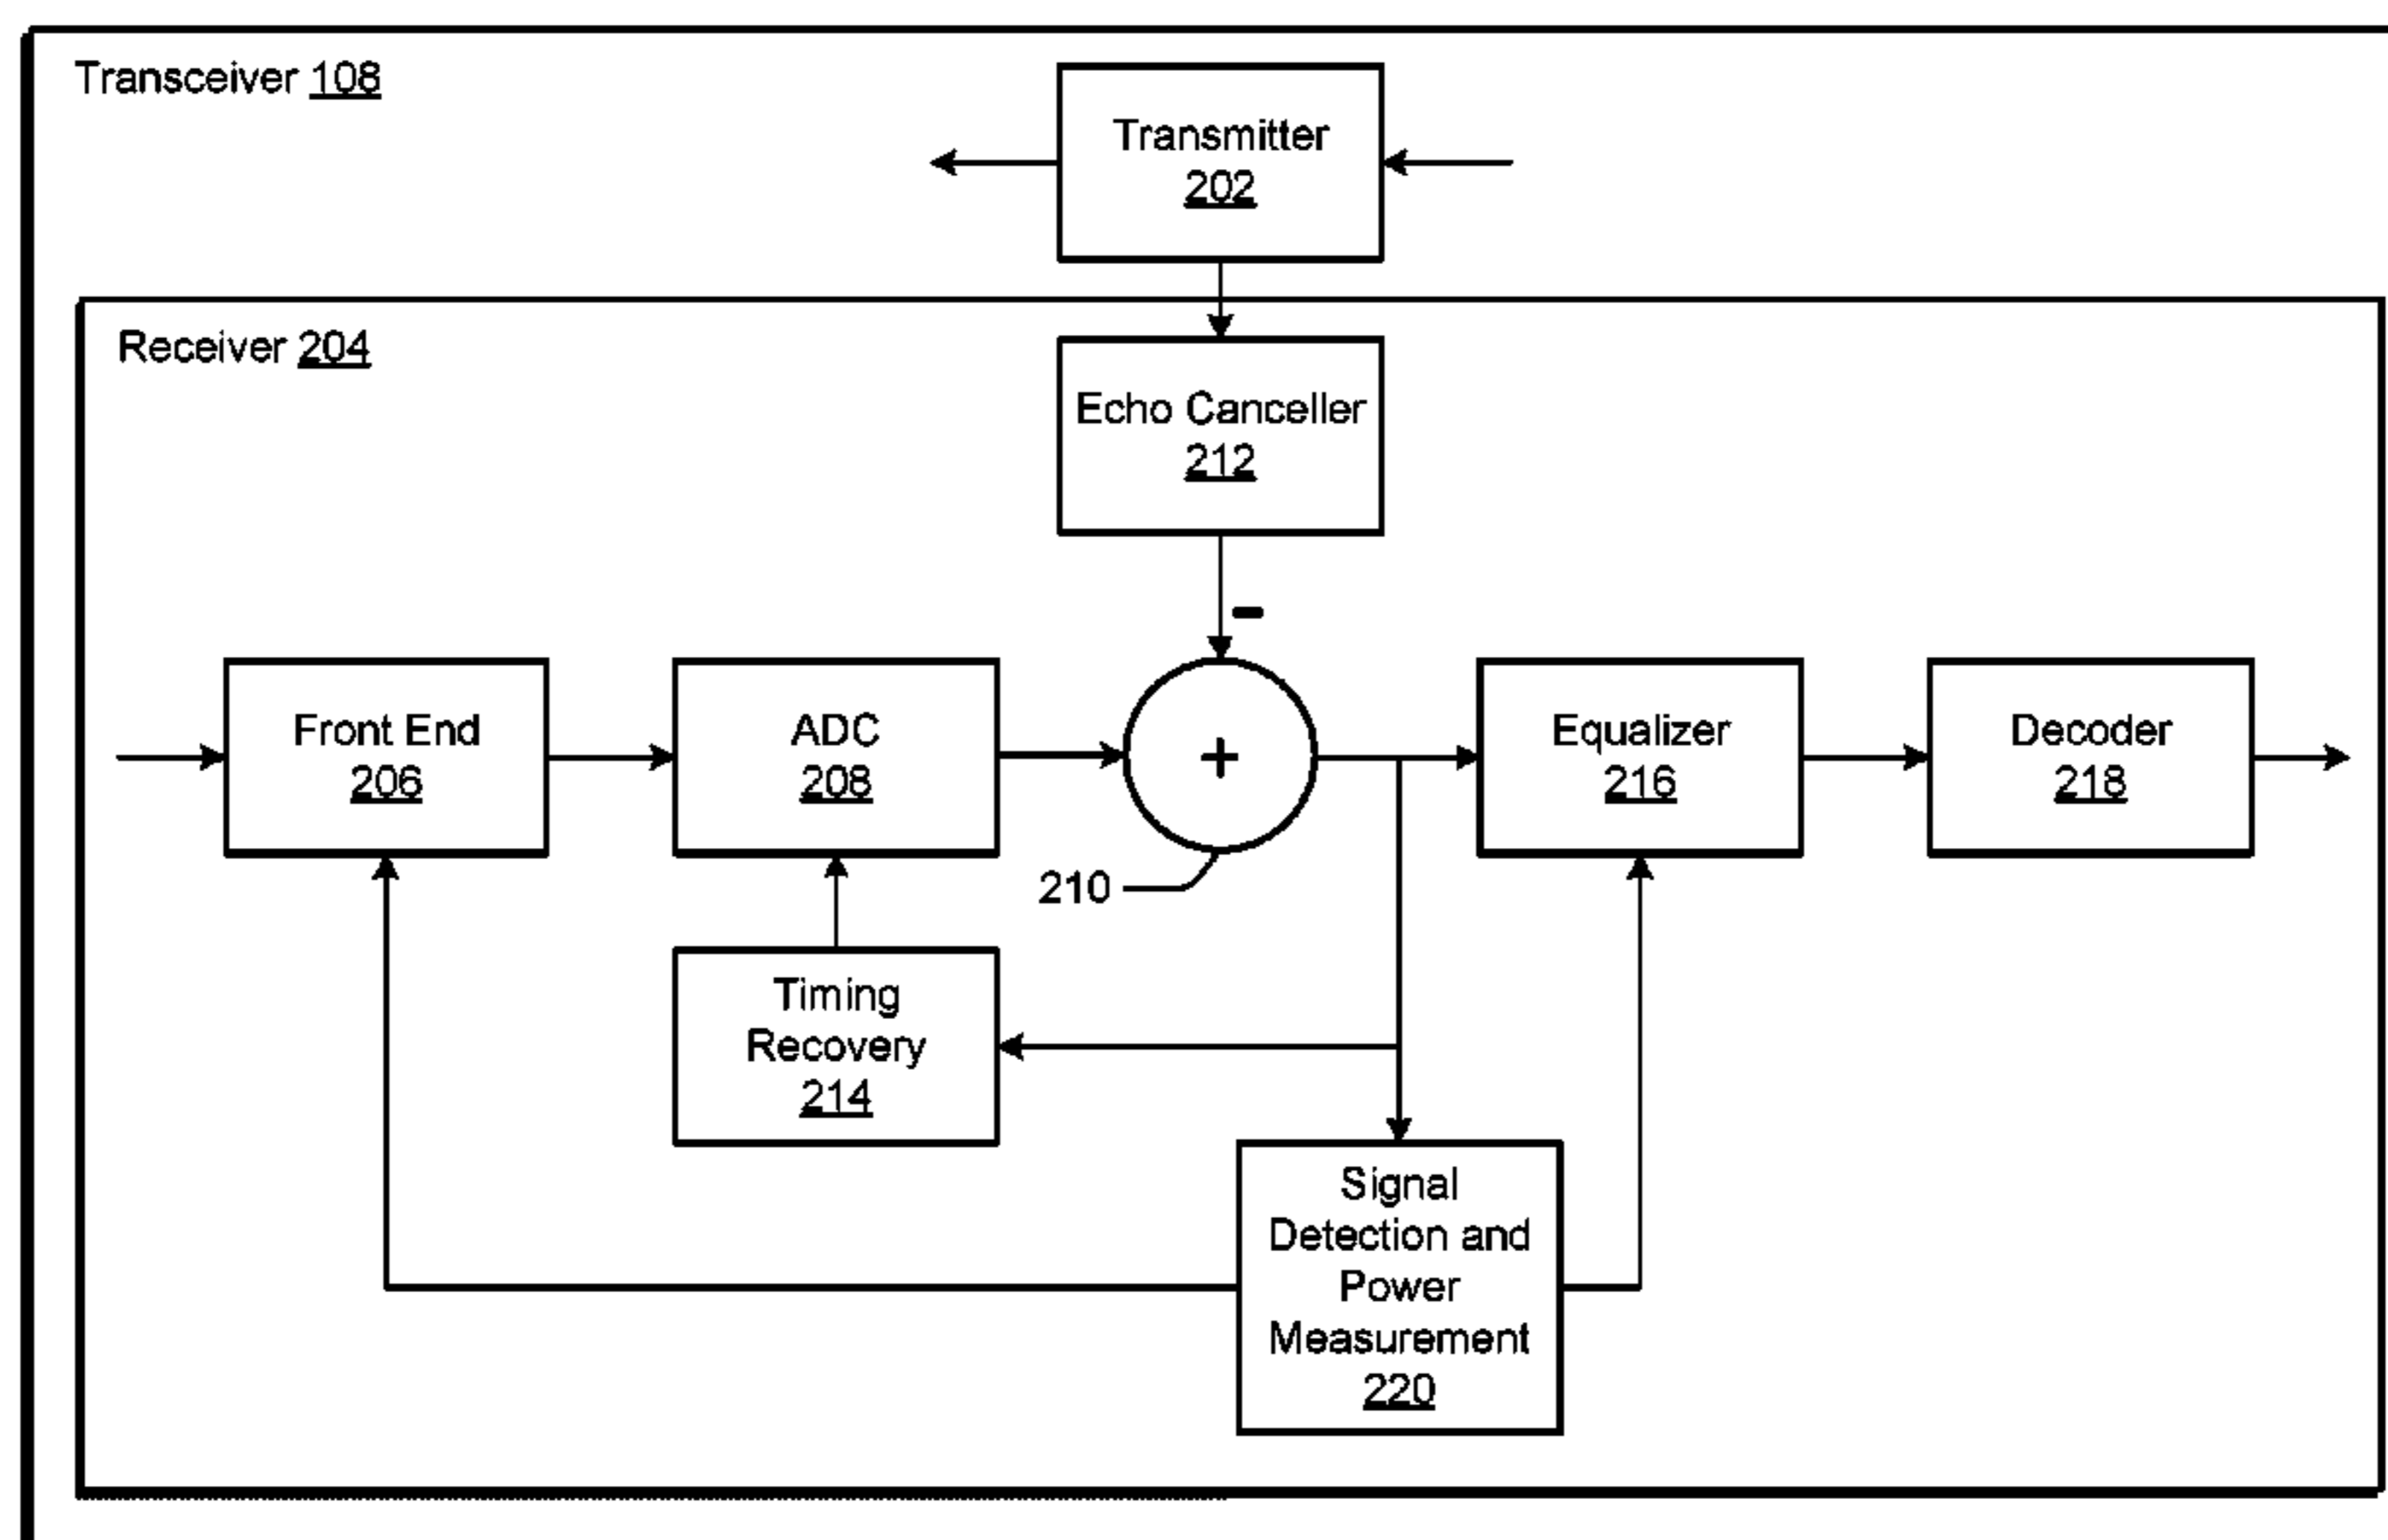 Transceiver 108
Transmitter
202
Receiver 204
Echo Canceller
212
-
Front End
206
ADC
208
+
Equalizer
216
Decoder
218
210
Timing
Recovery
214
Signal
Detection and
Power
Measurement
220